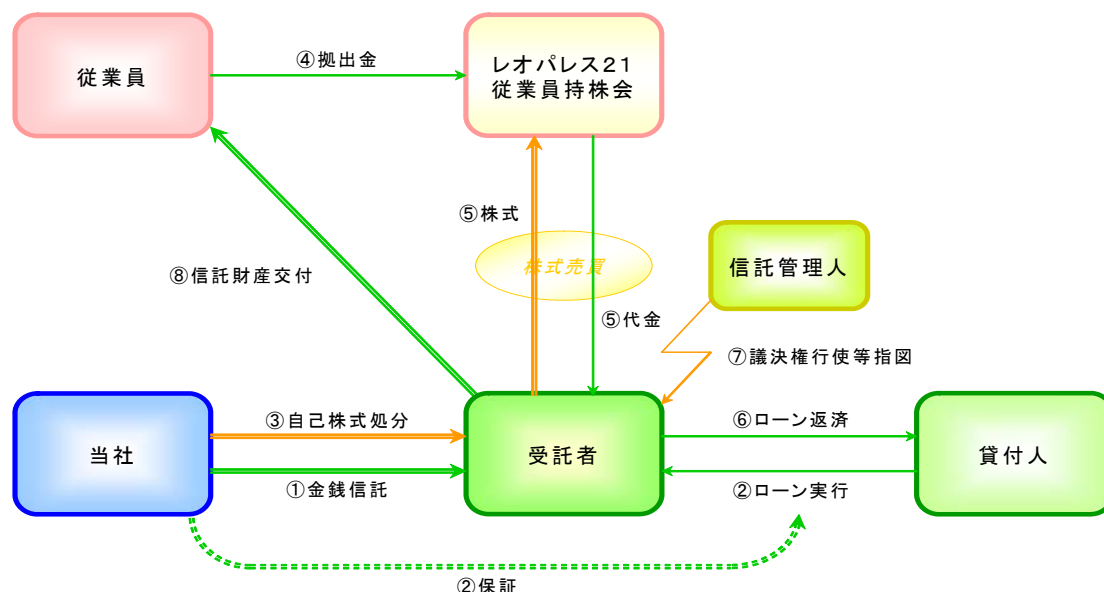 従業員
④拠出金
レオパレス２１
従業員持株会
⑤株式
⑧信託財産交付
株式売買
信託管理人
⑤代金
⑦議決権行使等指図
当社
③自己株式処分
①金銭信託
受託者
⑥ローン返済
②ローン実行
貸付人
②保証